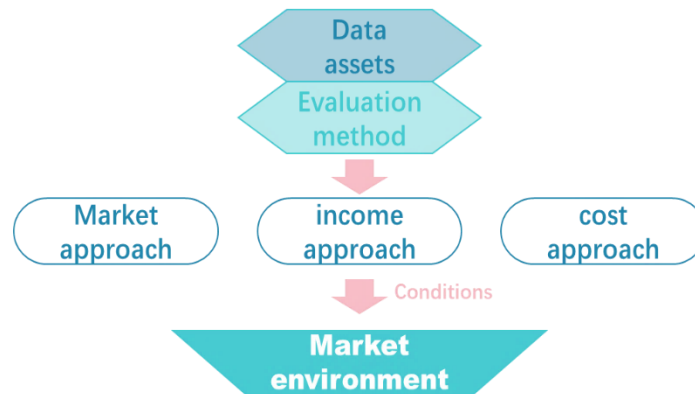 Data
assets
Evaluation
method
Market
approach
income
approach
cost
approach
Conditions
Market
environment